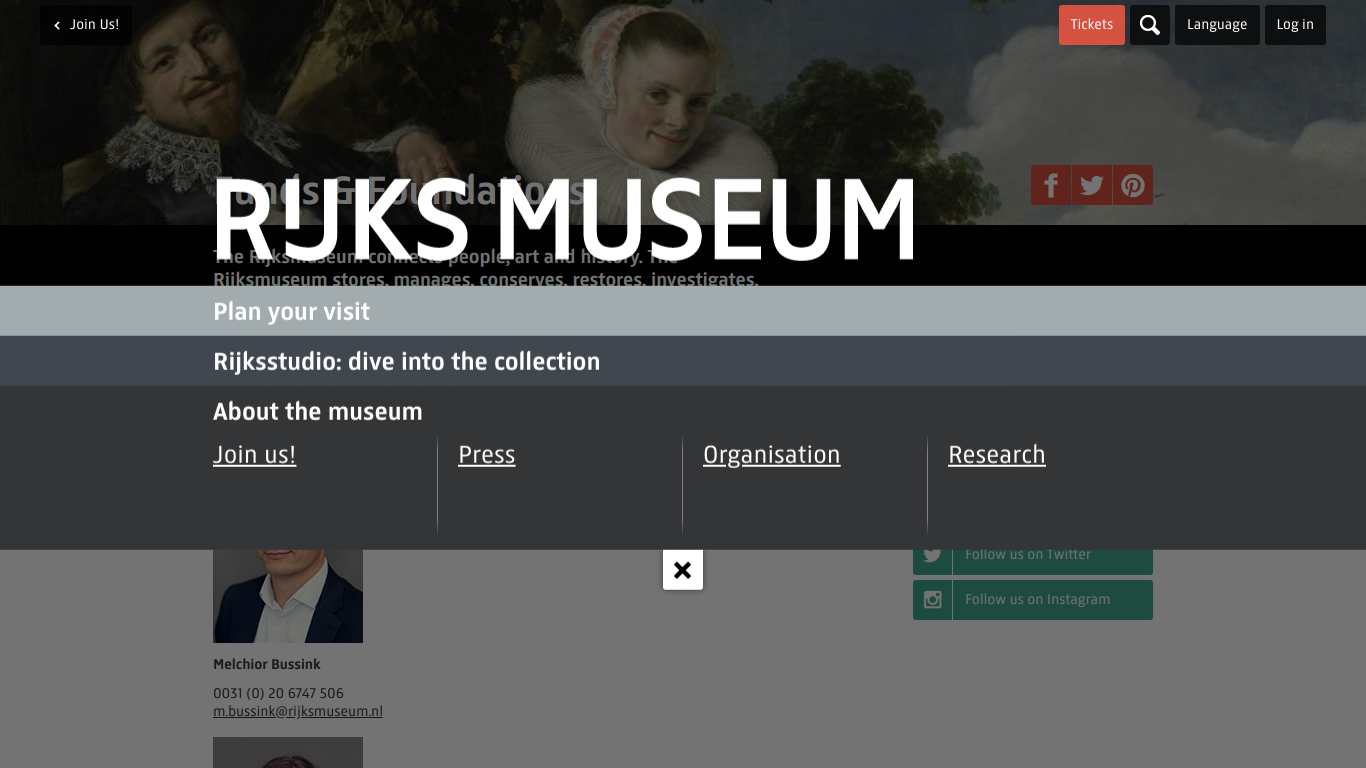 Join Us!
Tickets
Language
Log in
Funds & Foundations
RIJKS MUSEUM
The Rijksmuseum connects people, art and history. The
Rijksmuseum stores, manages, conserves, restores, investigates,
Plan your visit
Rijksstudio: dive into the collection
About the museum
Join us!
Press
Organisation
Research
Follow us on Twitter
Follow us on Instagram
Melchior Bussink
0031 (0) 20 6747 506
m.bussink@rijksmuseum.nl